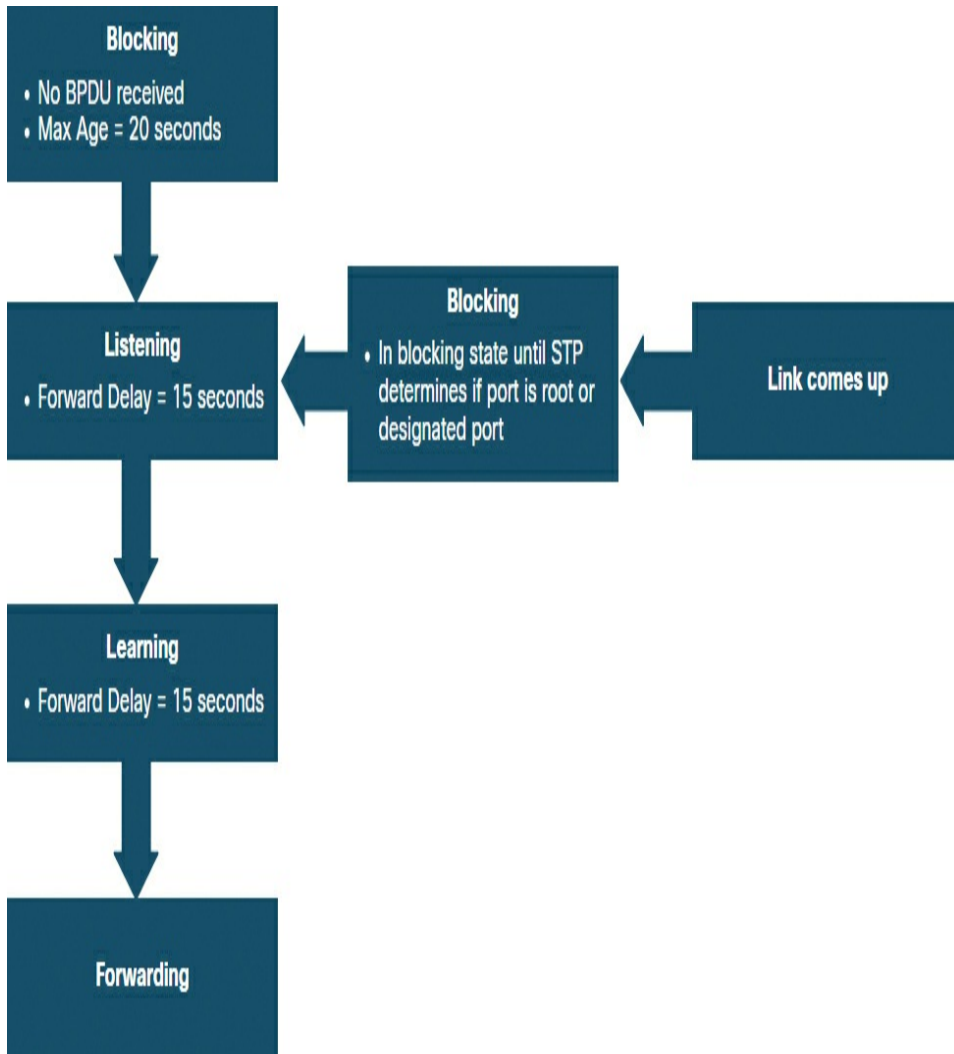 Blocking
• No BPDU received
• Max Age = 20 seconds
Listening
• Forward Delay = 15 seconds
Blocking
• In blocking state until STP
determines if port is root or
designated port
Link comes up
Learning
• Forward Delay = 15 seconds
Forwarding